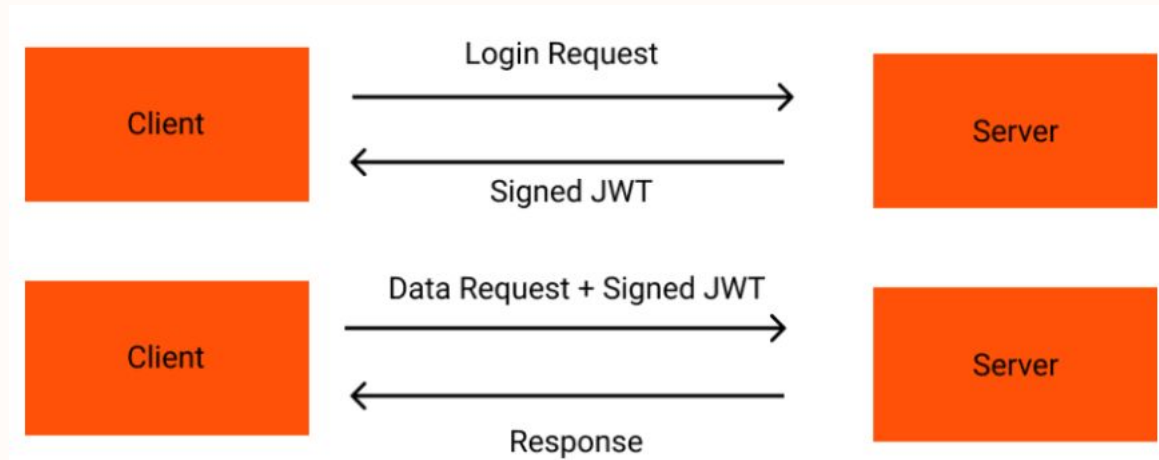 Login Request
Client
Server
Signed JWT
Data Request + Signed JWT
Client
Server
Response